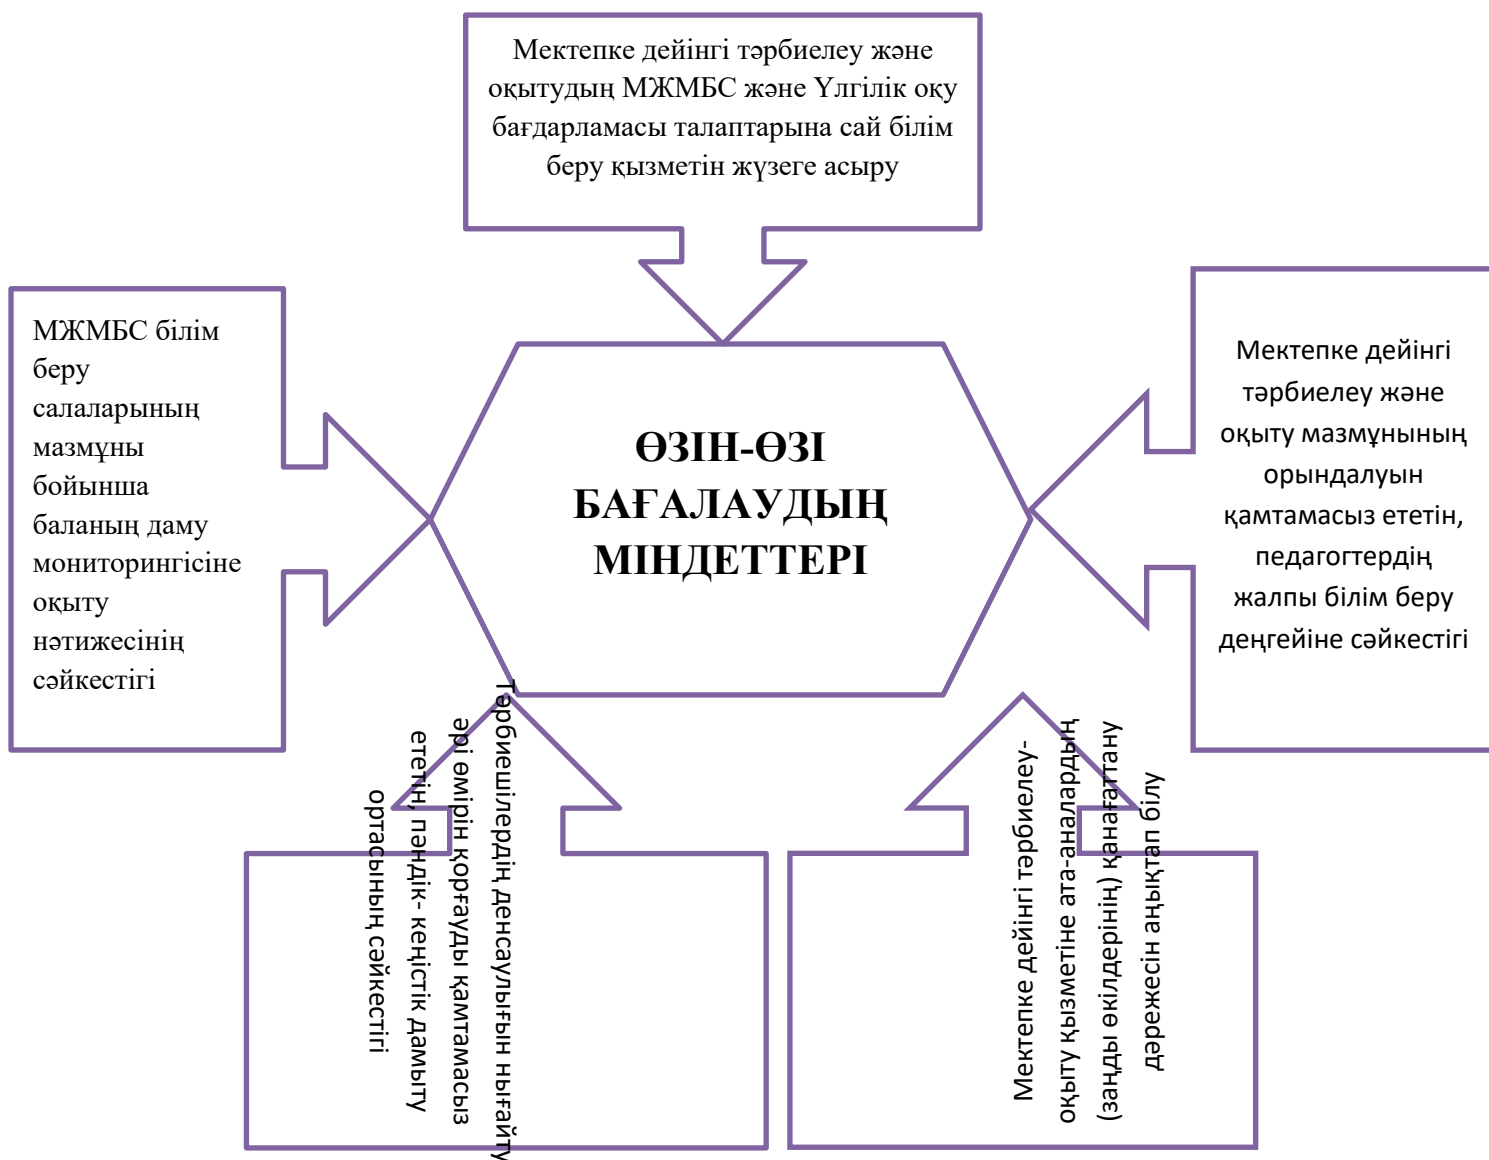 Мектепке дейінгі тәрбиелеу және
оқытудың МЖМБС және Үлгілік оқу
бағдарламасы талаптарына сай білім
беру қызметін жүзеге асыру
МЖМБС білім
беру
салаларының
мазмұны
бойынша
баланың даму
мониторингісіне
оқыту
нәтижесінің
сәйкестігі
ӨЗІН-ӨЗІ
БАҒАЛАУДЫҢ
МІНДЕТТЕРІ
Мектепке дейінгі
тәрбиелеу және
оқыту мазмұнының
орындалуын
қамтамасыз ететін,
педагогтердің
жалпы білім беру
деңгейіне сәйкестігі
Тәрбиешілердің денсаулығын нығайту
әрі өмірін қорғауды қамтамасыз
ететін, пәндік- кеңістік дамыту
ортасының сәйкестігі
Мектепке дейінгі тәрбиелеу-
оқыту қызметіне ата-аналардың
(заңды өкілдерінің) қанағаттану
дәрежесін анықтап білу